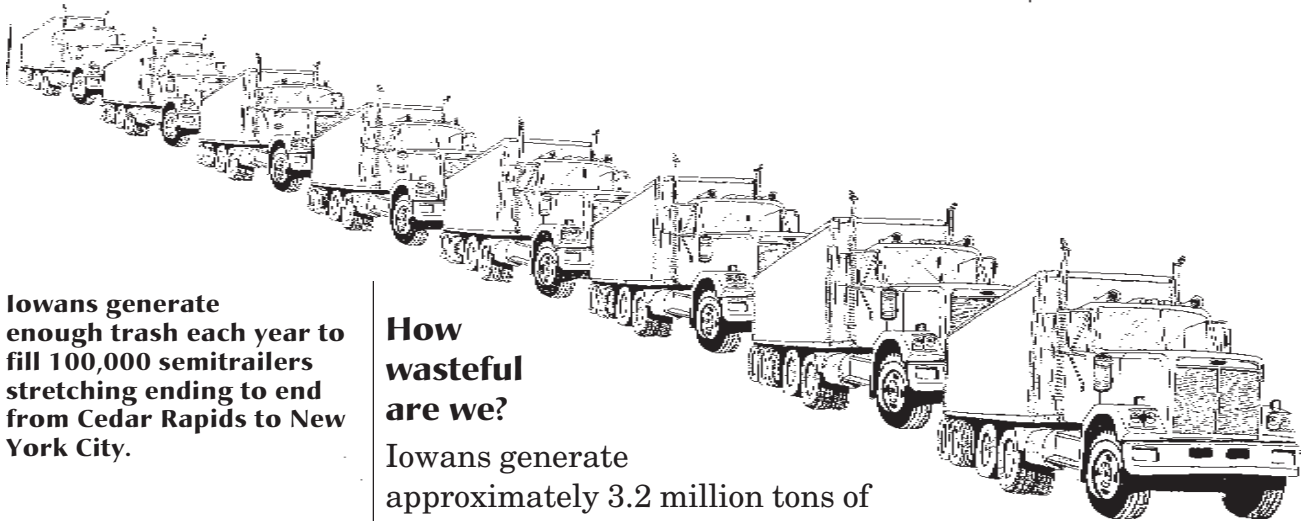 Iowans generate
enough trash each year to
fill 100,000 semitrailers
stretching ending to end
from Cedar Rapids to New
York City.
How
wasteful
are we?
Iowans generate
approximately 3.2 million tons of